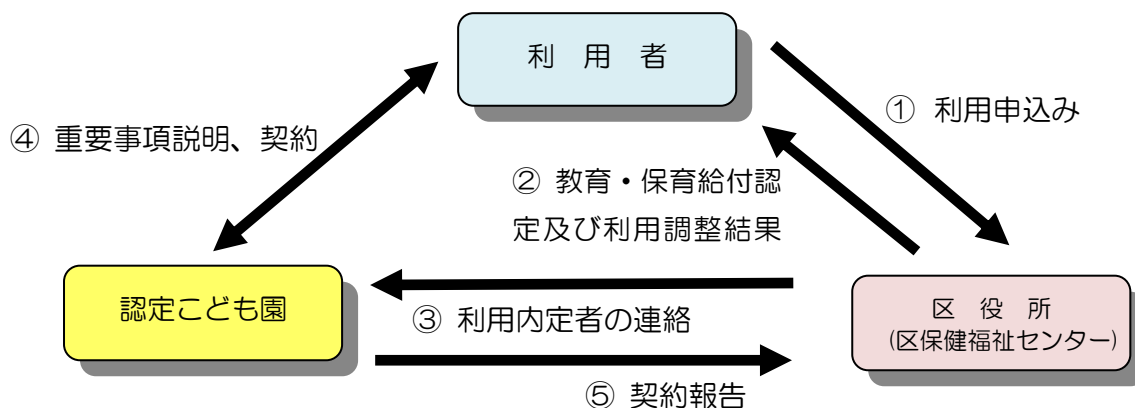 利　用　者
① 利用申込み
④ 重要事項説明、契約
② 教育・保育給付認
定及び利用調整結果
認定こども園
③ 利用内定者の連絡
区　役　所
(区保健福祉センター)
⑤ 契約報告